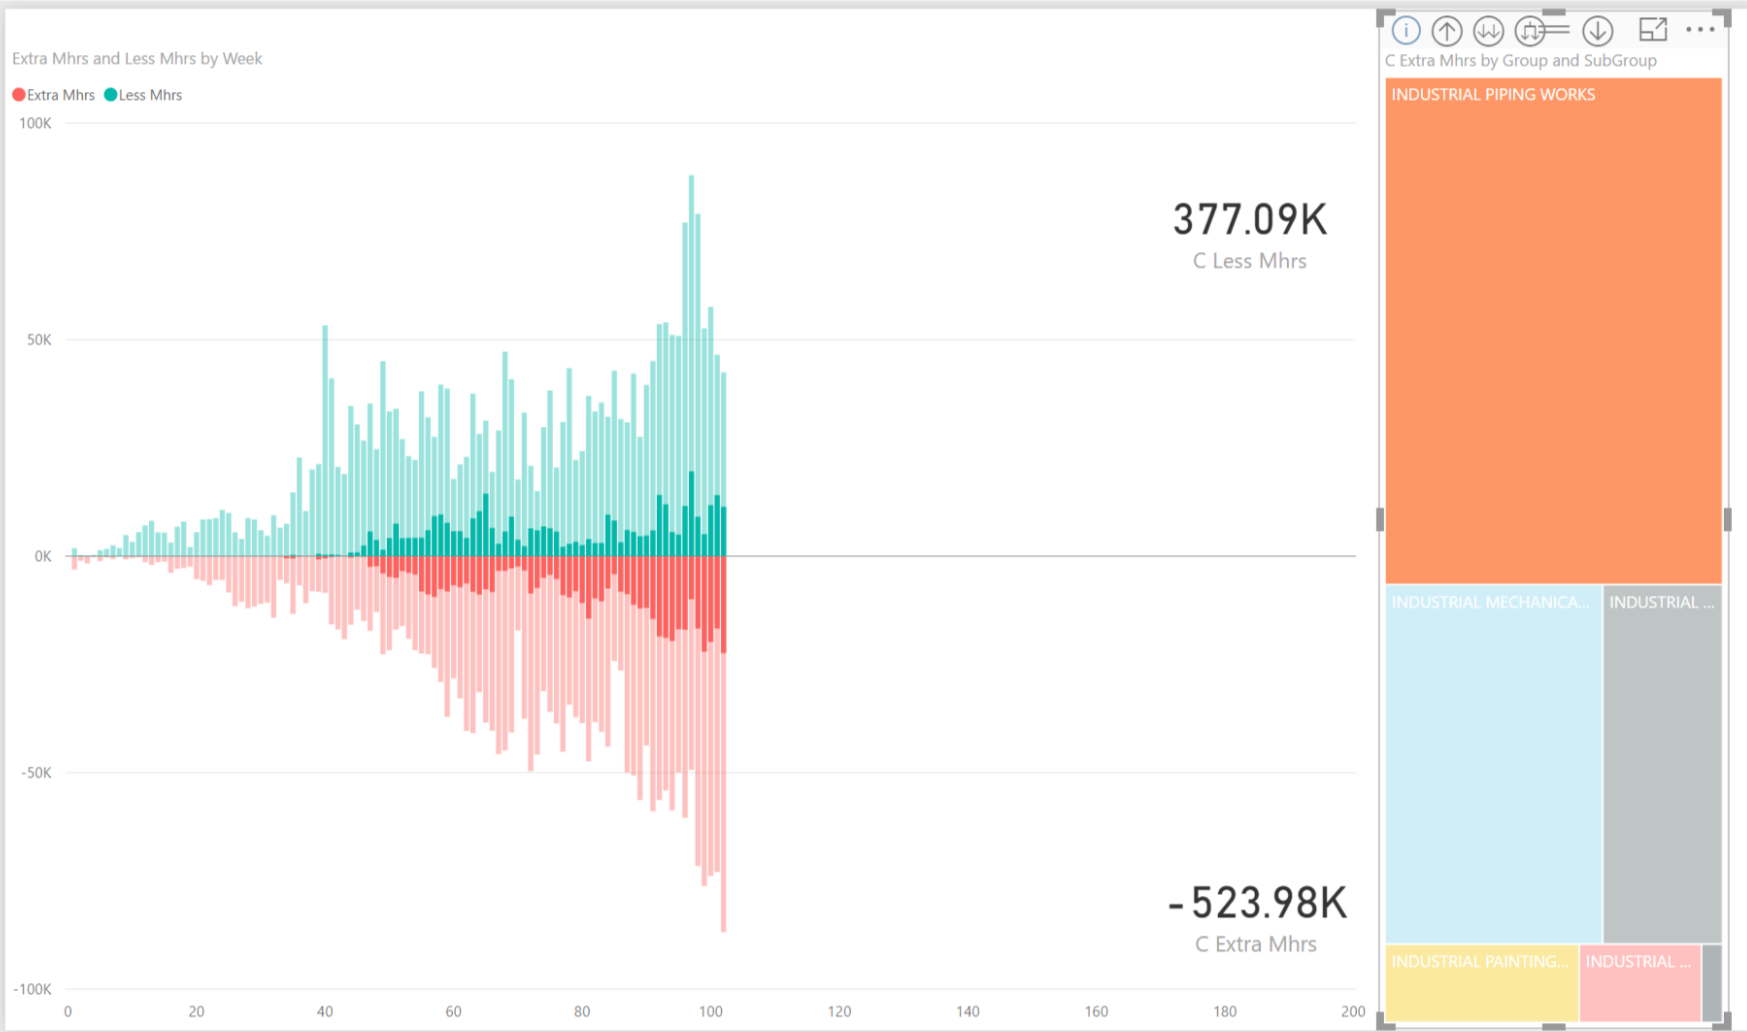 Extra Mhrs and Less Mhrs by Week
Extra Mhrs Less Mhrs
100K
50K
0K
-50K
-100K
0 20 40 60 80 100 120 140 160 180 200
377.09K
C Less Mhrs
-523.98K
C Extra Mhrs
C Extra Mhrs by Group and SubGroup
INDUSTRIAL PIPING WORKS
INDUSTRIAL MECHANICA...
INDUSTRIAL ...
INDUSTRIAL PAINTING...
INDUSTRIAL ...